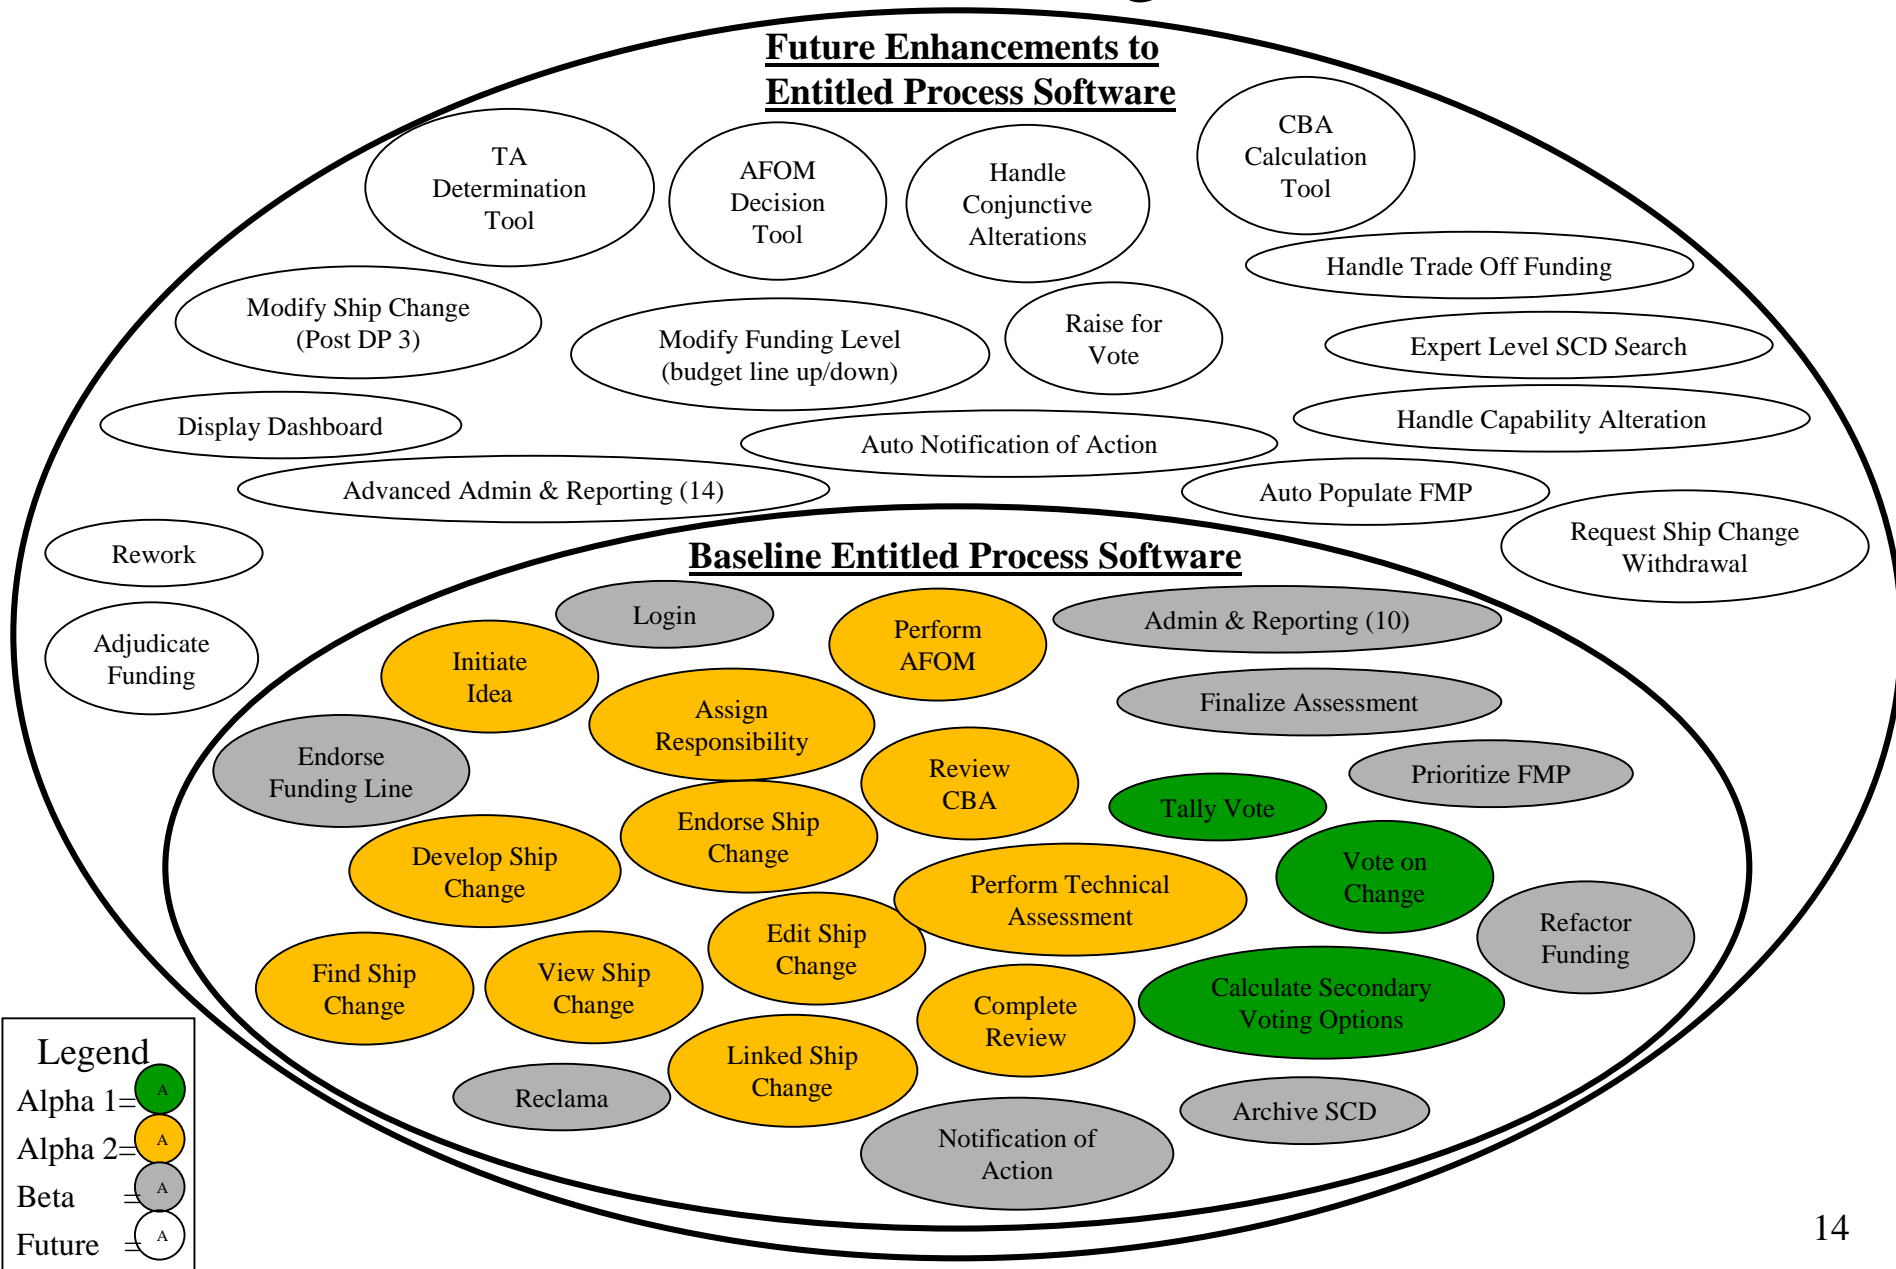 Future Enhancements to
Entitled Process Software
CBA
Calculation
Tool
TA
Determination
Tool
AFOM
Decision
Tool
Handle
Conjunctive
Alterations
Handle Trade Off Funding
Modify Ship Change
(Post DP 3)
Modify Funding Level
(budget line up/down)
Raise for
Vote
Expert Level SCD Search
Display Dashboard
Auto Notification of Action
Handle Capability Alteration
Advanced Admin & Reporting (14)
Auto Populate FMP
Request Ship Change
Withdrawal
Rework
Adjudicate
Funding
Baseline Entitled Process Software
Login
Perform
AFOM
Admin & Reporting (10)
Initiate
Idea
Assign
Responsibility
Finalize Assessment
Endorse
Funding Line
Review
CBA
Prioritize FMP
Tally Vote
Endorse Ship
Change
Develop Ship
Change
Vote on
Change
Perform Technical
Assessment
Refactor
Funding
Edit Ship
Change
Find Ship
Change
View Ship
Change
Calculate Secondary
Voting Options
Complete
Review
Linked Ship
Change
Reclama
Archive SCD
Notification of
Action
Legend
Alpha 1= A
Alpha 2= A
Beta = A
Future = A
14